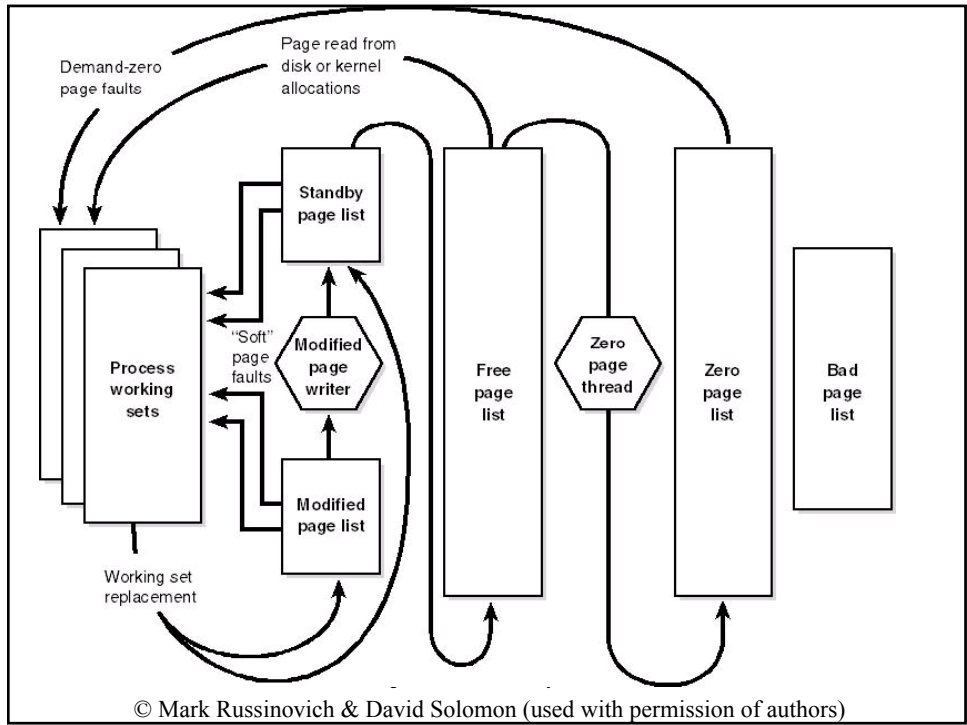 Demand-zero
page faults
Page read from
disk or kernel
allocations
Standby
page list
"Soft"
page
faults
Modified
page
writer
Process
working
sets
Free
page
list
Zero
page
thread
Zero
page
list
Bad
page
list
Modified
page list
Working set
replacement
© Mark Russinovich & David Solomon (used with permission of authors)